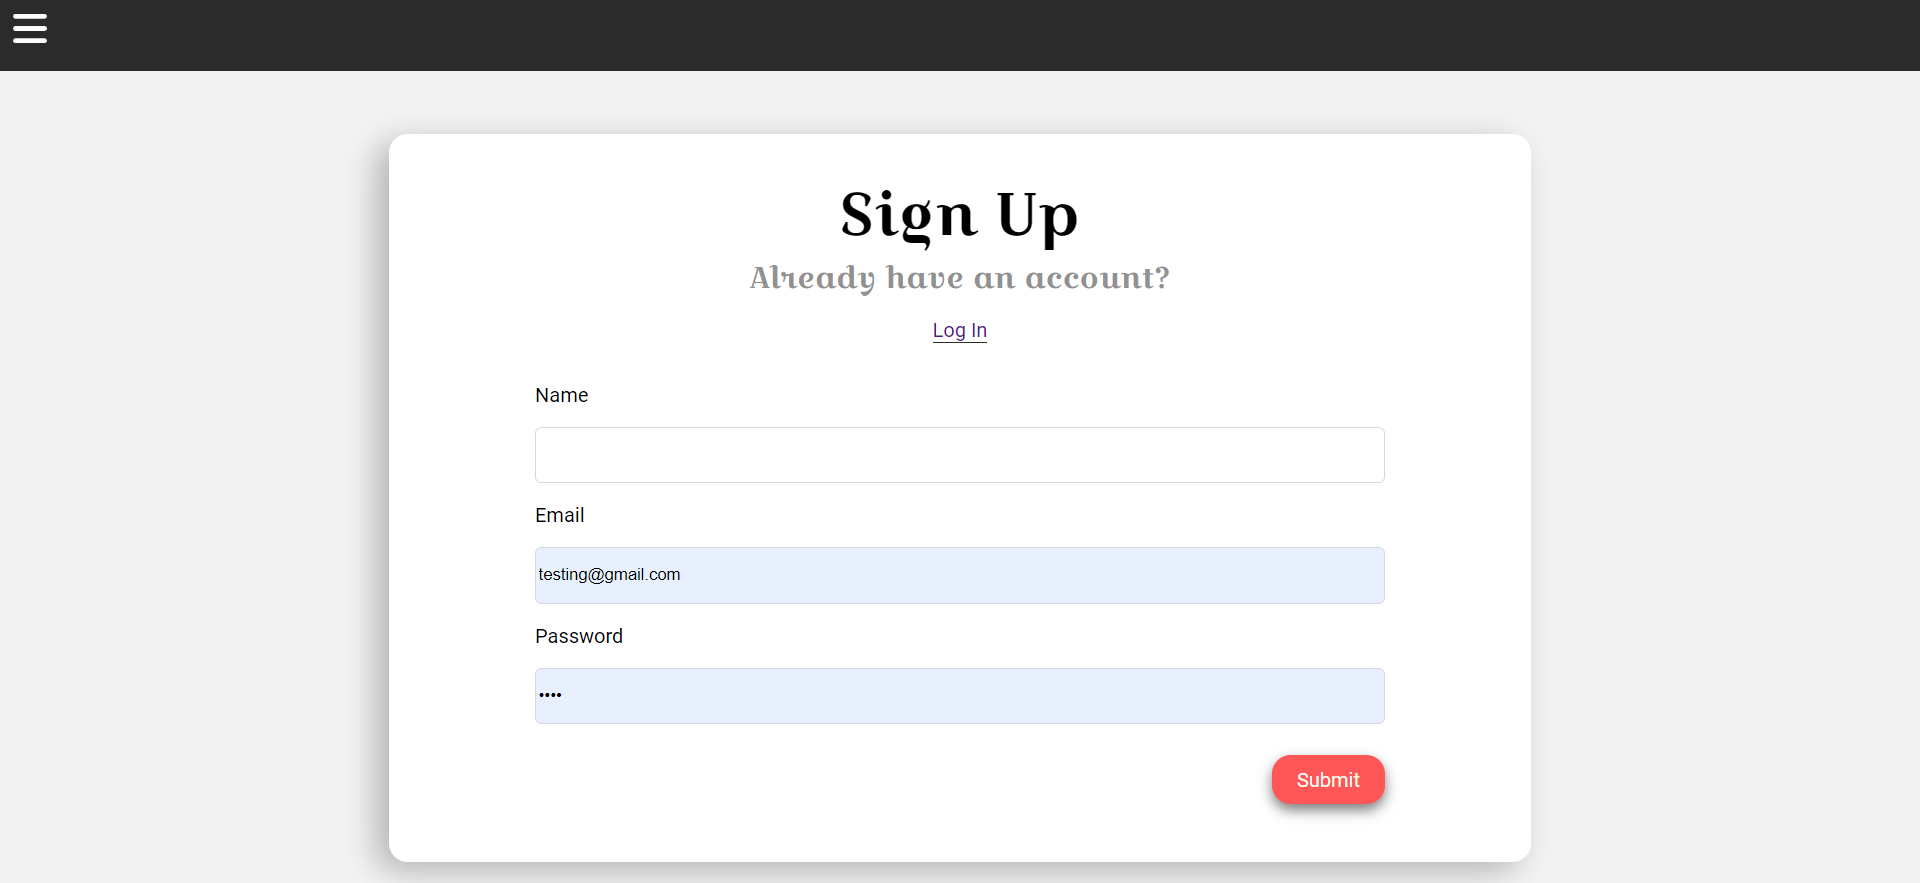 Sign Up
Already have an account?
Log In
Name
Email
testing@gmail.com
Password
••••
Submit